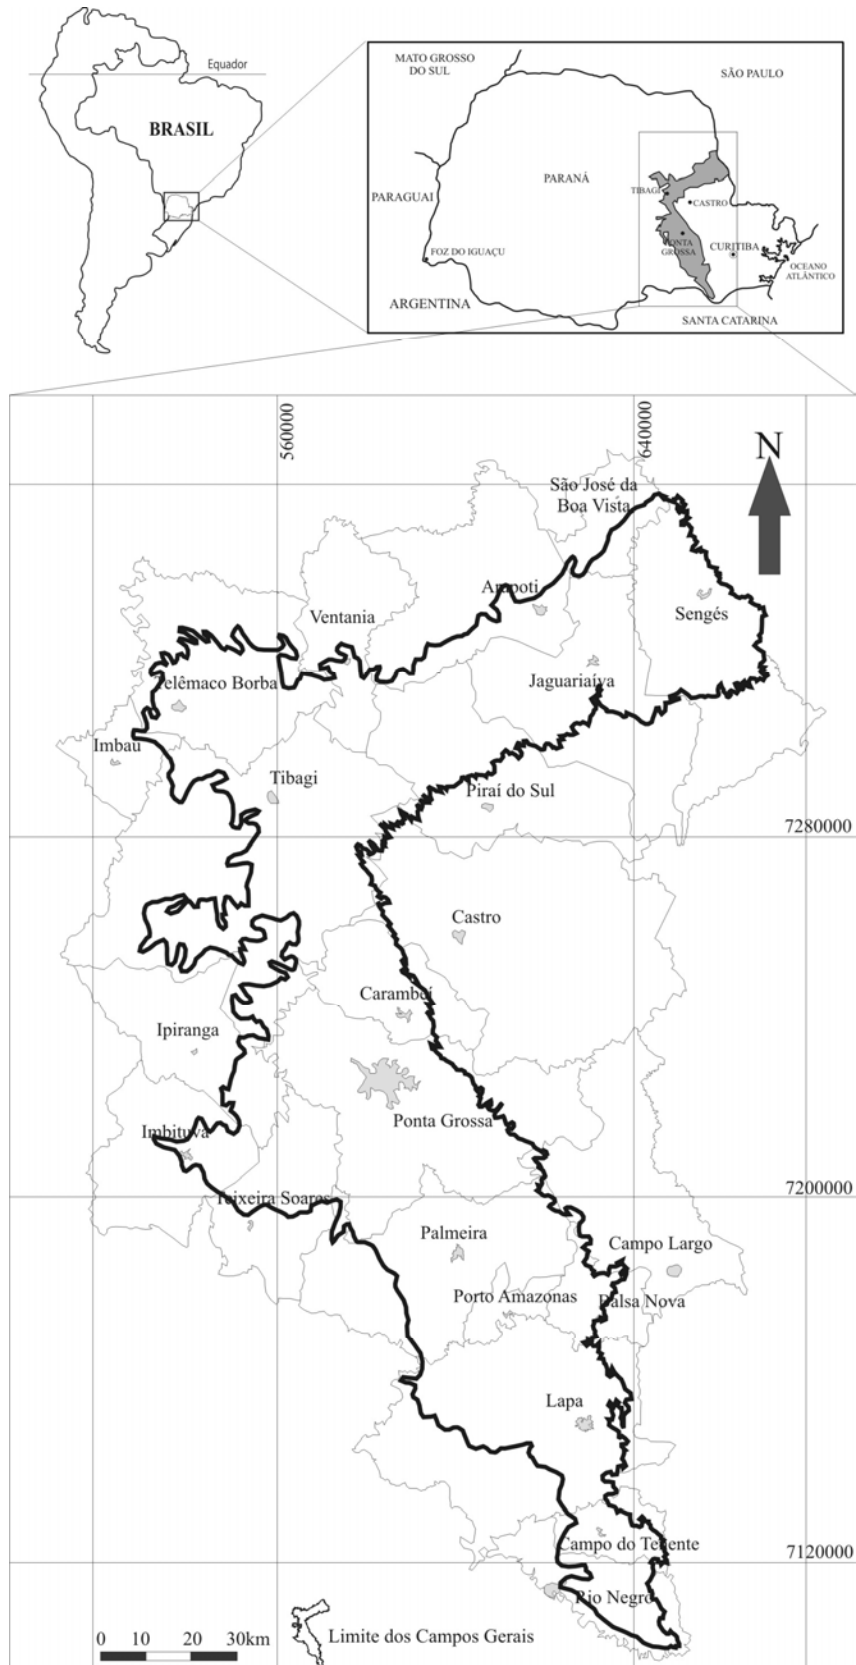 Equador
BRASIL
MATO GROSSO
DO SUL
SÃO PAULO
PARANÁ
PARAGUAI
TIBAGI
CASTRO
PONTA
GROSSA
CURITIBA
FOZ DO IGUAÇU
OCEANO
ATLÂNTICO
ARGENTINA
SANTA CATARINA
560000
640000
N
São José da
Boa Vista
Arapoti
Ventania
Sengés
Telêmaco Borba
Jaguariaíva
Imbaú
Tibagi
Piraí do Sul
7280000
Castro
Carambeí
Ipiranga
Ponta Grossa
Imbituva
Teixeira Soares
7200000
Palmeira
Campo Largo
Porto Amazonas
Balsa Nova
Lapa
Campo do Tenente
7120000
Rio Negro
0 10 20 30km
Limite dos Campos Gerais